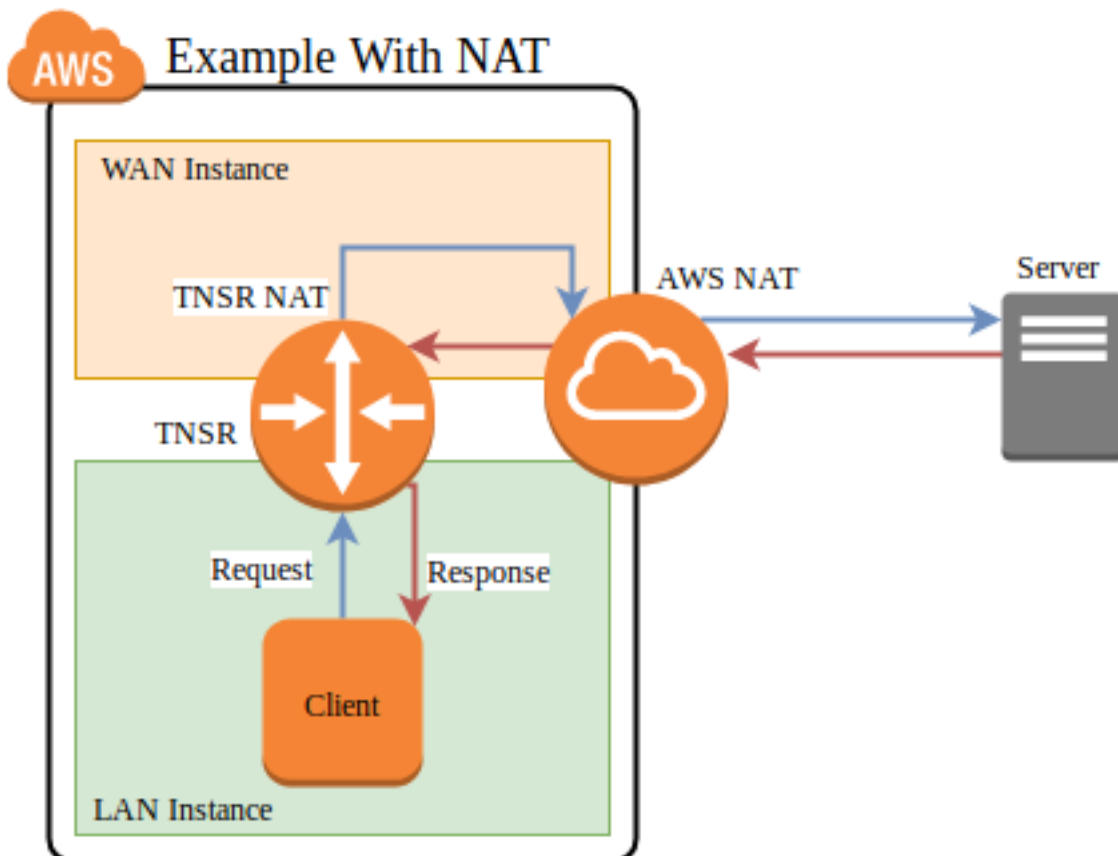 AWS
Example With NAT
WAN Instance
TNSR NAT
AWS NAT
Server
TNSR
Request
Response
Client
LAN Instance